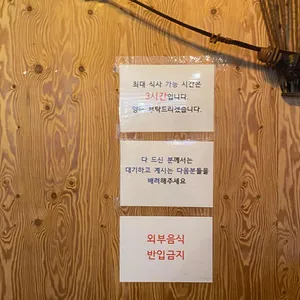 최대 식사 가능 시간은
3시간입니다.
양해 부탁드리겠습니다.
다 드신 분께서는
대기하고 계시는 다음분들을
배려해주세요
외부음식
반입금지